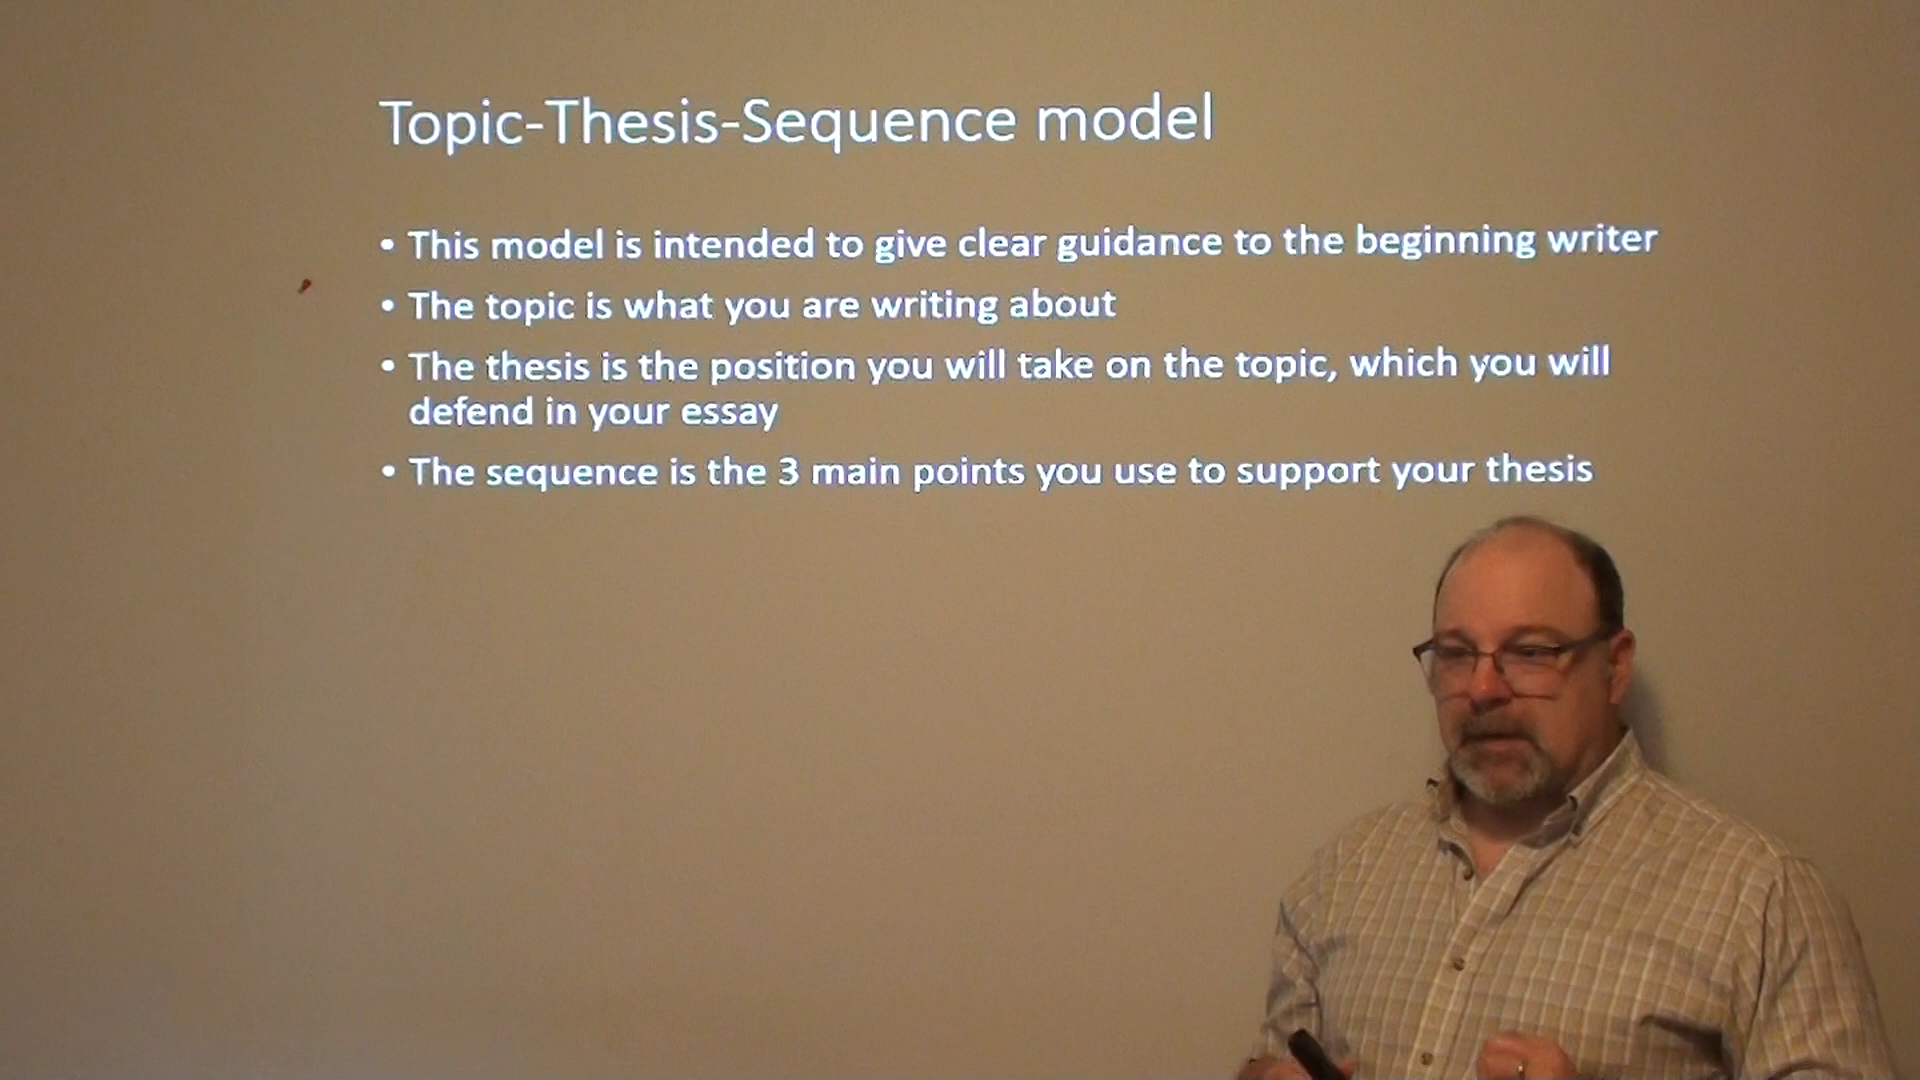 Topic-Thesis-Sequence model
• This model is intended to give clear guidance to the beginning writer
• The topic is what you are writing about
• The thesis is the position you will take on the topic, which you will
defend in your essay
• The sequence is the 3 main points you use to support your thesis